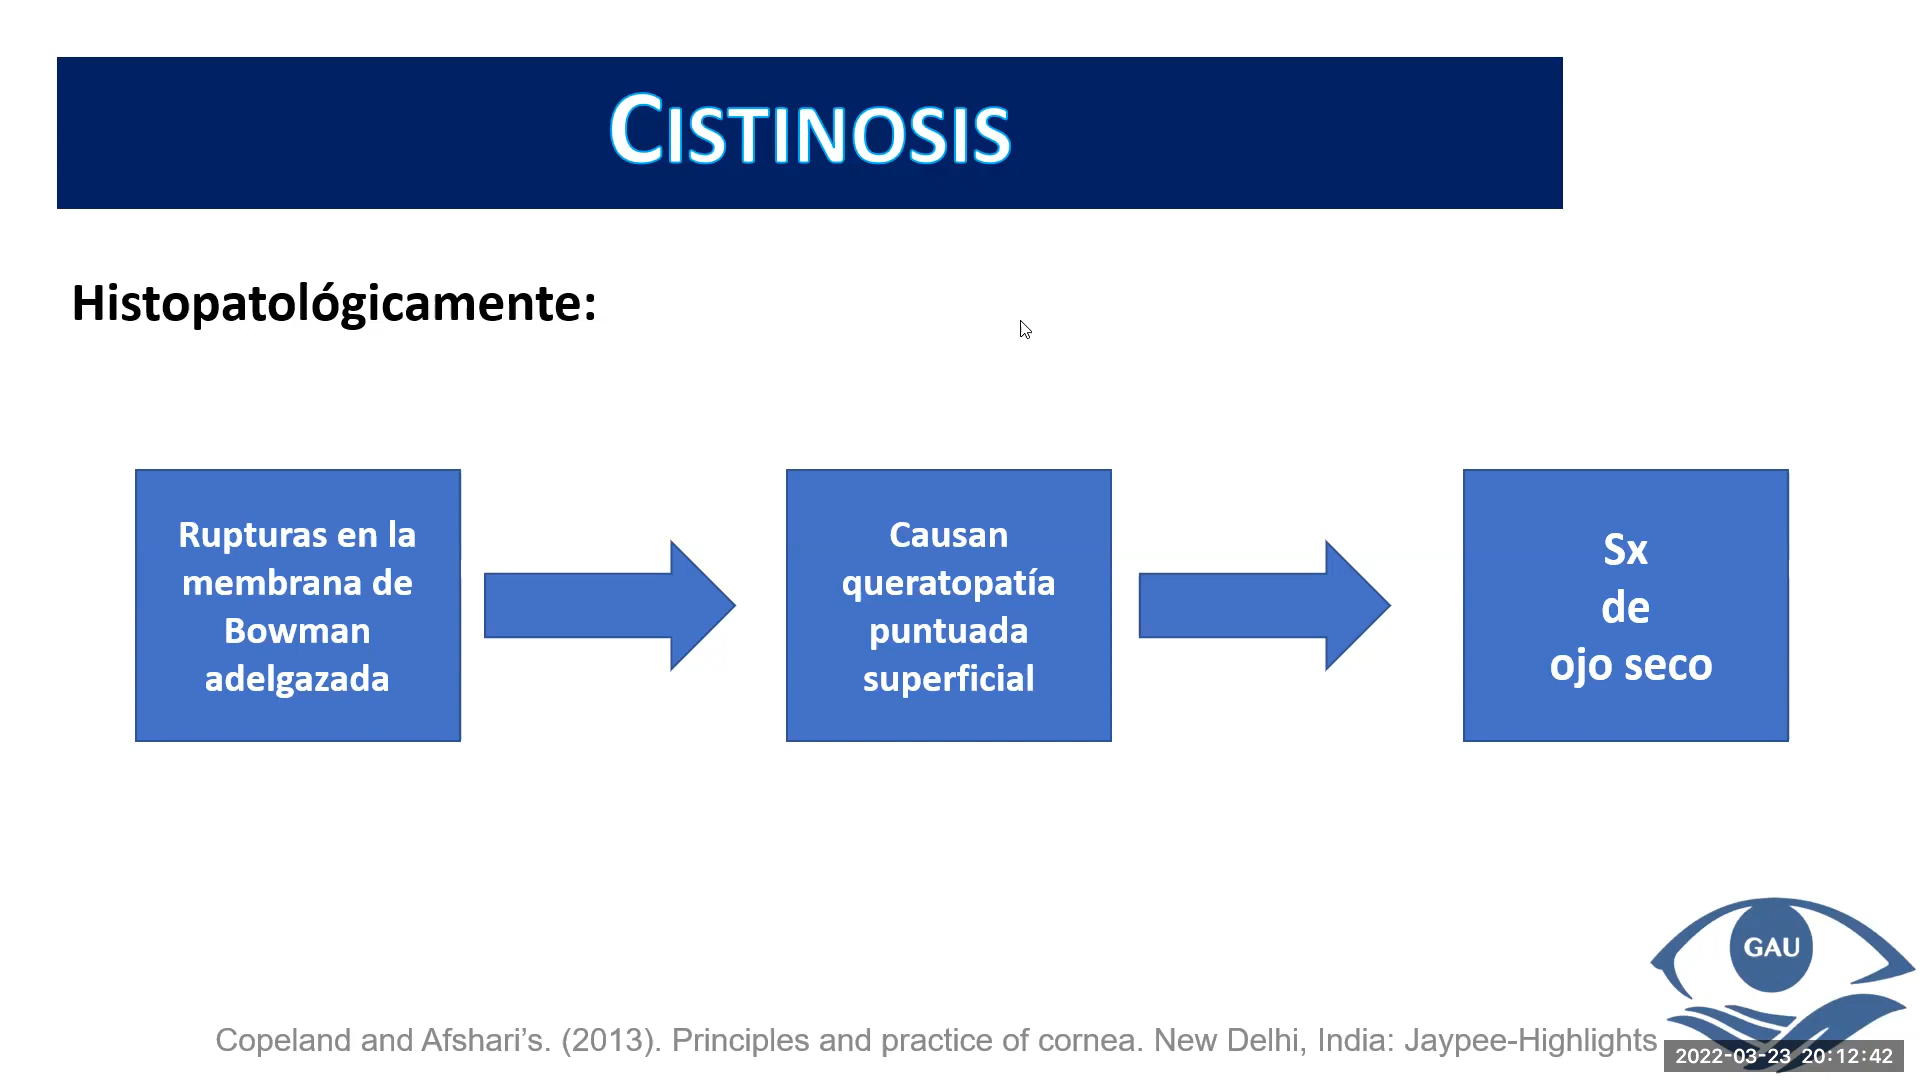 CISTINOSIS
Histopatológicamente:
Rupturas en la
membrana de
Bowman
adelgazada
Causan
queratopatía
puntuada
superficial
Sx
de
ojo seco
GAU
Copeland and Afshari’s. (2013). Principles and practice of cornea. New Delhi, India: Jaypee-Highlights
2022-03-23 20:12:42